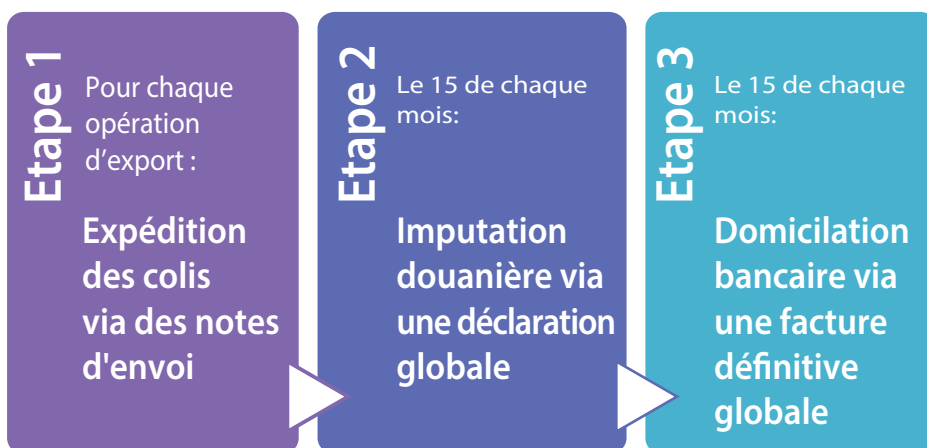 Etape 1
Pour chaque
opération
d’export :
Expédition
des colis
via des notes
d'envoi
Etape 2
Le 15 de chaque
mois:
Imputation
douanière via
une déclaration
globale
Etape 3
Le 15 de chaque
mois:
Domicilation
bancaire via
une facture
définitive
globale